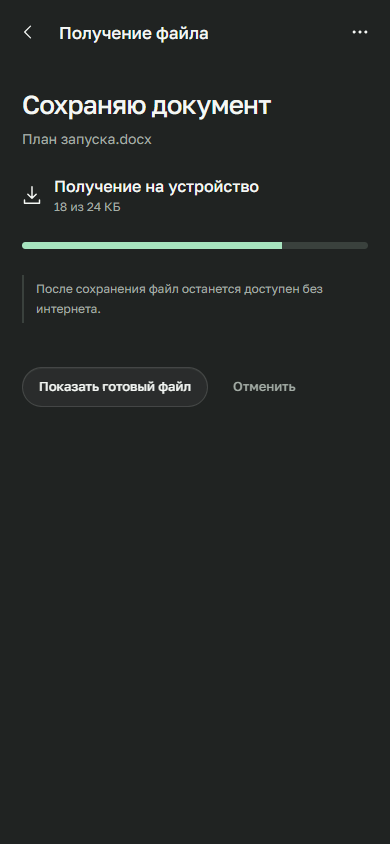 Получение файла
Сохраняю документ
План запуска.docx
Получение на устройство
18 из 24 КБ
После сохранения файл останется доступен без
интернета.
Показать готовый файл
Отменить